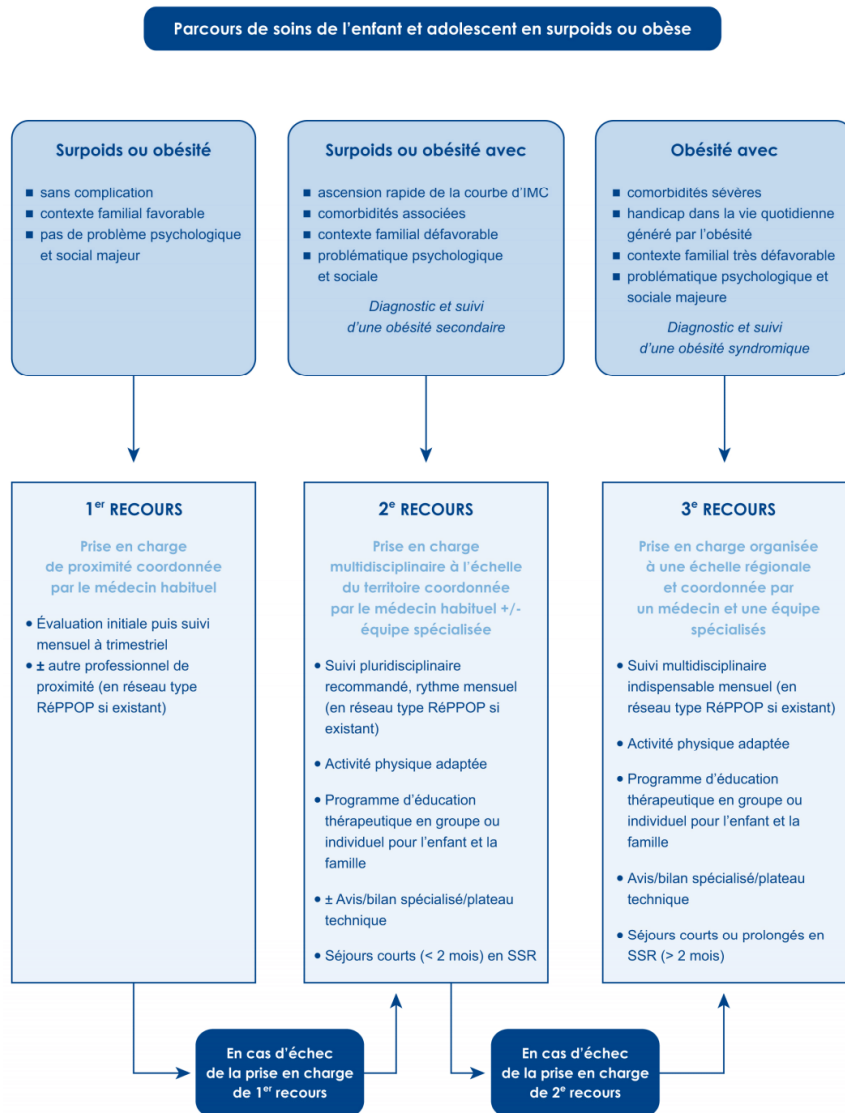 Parcours de soins de l'enfant et adolescent en surpoids ou obèse
Surpoids ou obésité
■ sans complication
■ contexte familial favorable
■ pas de problème psychologique
et social majeur
Surpoids ou obésité avec
■ ascension rapide de la courbe d'IMC
■ comorbidités associées
■ contexte familial défavorable
■ problématique psychologique
et sociale
Diagnostic et suivi
d'une obésité secondaire
Obésité avec
■ comorbidités sévères
■ handicap dans la vie quotidienne
généré par l'obésité
■ contexte familial très défavorable
■ problématique psychologique et
sociale majeure
Diagnostic et suivi
d'une obésité syndromique
1er RECOURS
Prise en charge
de proximité coordonnée
par le médecin habituel
• Évaluation initiale puis suivi
mensuel à trimestriel
• ± autre professionnel de
proximité (en réseau type
RéPPOP si existant)
2e RECOURS
Prise en charge
multidisciplinaire à l'échelle
du territoire coordonnée
par le médecin habituel +/-
équipe spécialisée
• Suivi pluridisciplinaire
recommandé, rythme mensuel
(en réseau type RéPPOP si
existant)
• Activité physique adaptée
• Programme d'éducation
thérapeutique en groupe ou
individuel pour l'enfant et la
famille
• ± Avis/bilan spécialisé/plateau
technique
• Séjours courts (< 2 mois) en SSR
3e RECOURS
Prise en charge organisée
à une échelle régionale
et coordonnée par
un médecin et une équipe
spécialisés
• Suivi multidisciplinaire
indispensable mensuel (en
réseau type RéPPOP si existant)
• Activité physique adaptée
• Programme d'éducation
thérapeutique en groupe ou
individuel pour l'enfant et la
famille
• Avis/bilan spécialisé/plateau
technique
• Séjours courts ou prolongés en
SSR (> 2 mois)
En cas d'échec
de la prise en charge
de 1er recours
En cas d'échec
de la prise en charge
de 2e recours